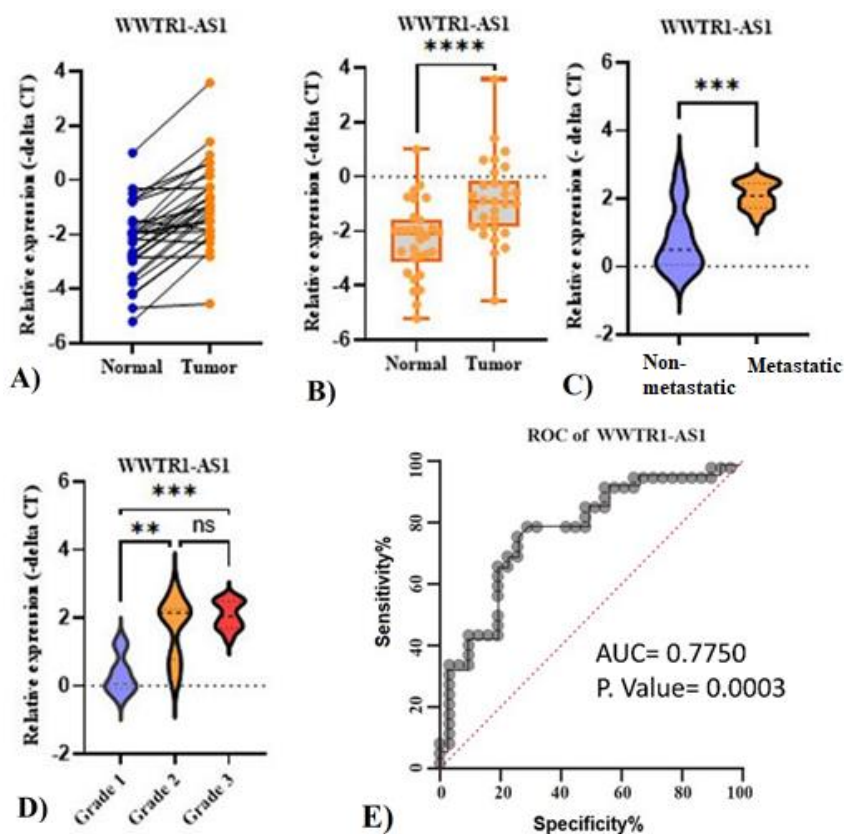 WWTR1-AS1
Relative expression (-delta CT)
4
2
0
-2
-4
-6
Normal Tumor
A)
WWTR1-AS1
****
Relative expression (-delta CT)
4
2
0
-2
-4
-6
Normal Tumor
B)
WWTR1-AS1
***
Relative expression (- delta CT)
6
4
2
0
-2
Non-
metastatic
Metastatic
C)
WWTR1-AS1
***
** ns
Relative expression (-delta CT)
6
4
2
0
-2
Grade 1 Grade 2 Grade 3
D)
ROC of WWTR1-AS1
Sensitivity%
100
80
60
40
20
0
AUC= 0.7750
P. Value= 0.0003
0 20 40 60 80 100
Specificity%
E)